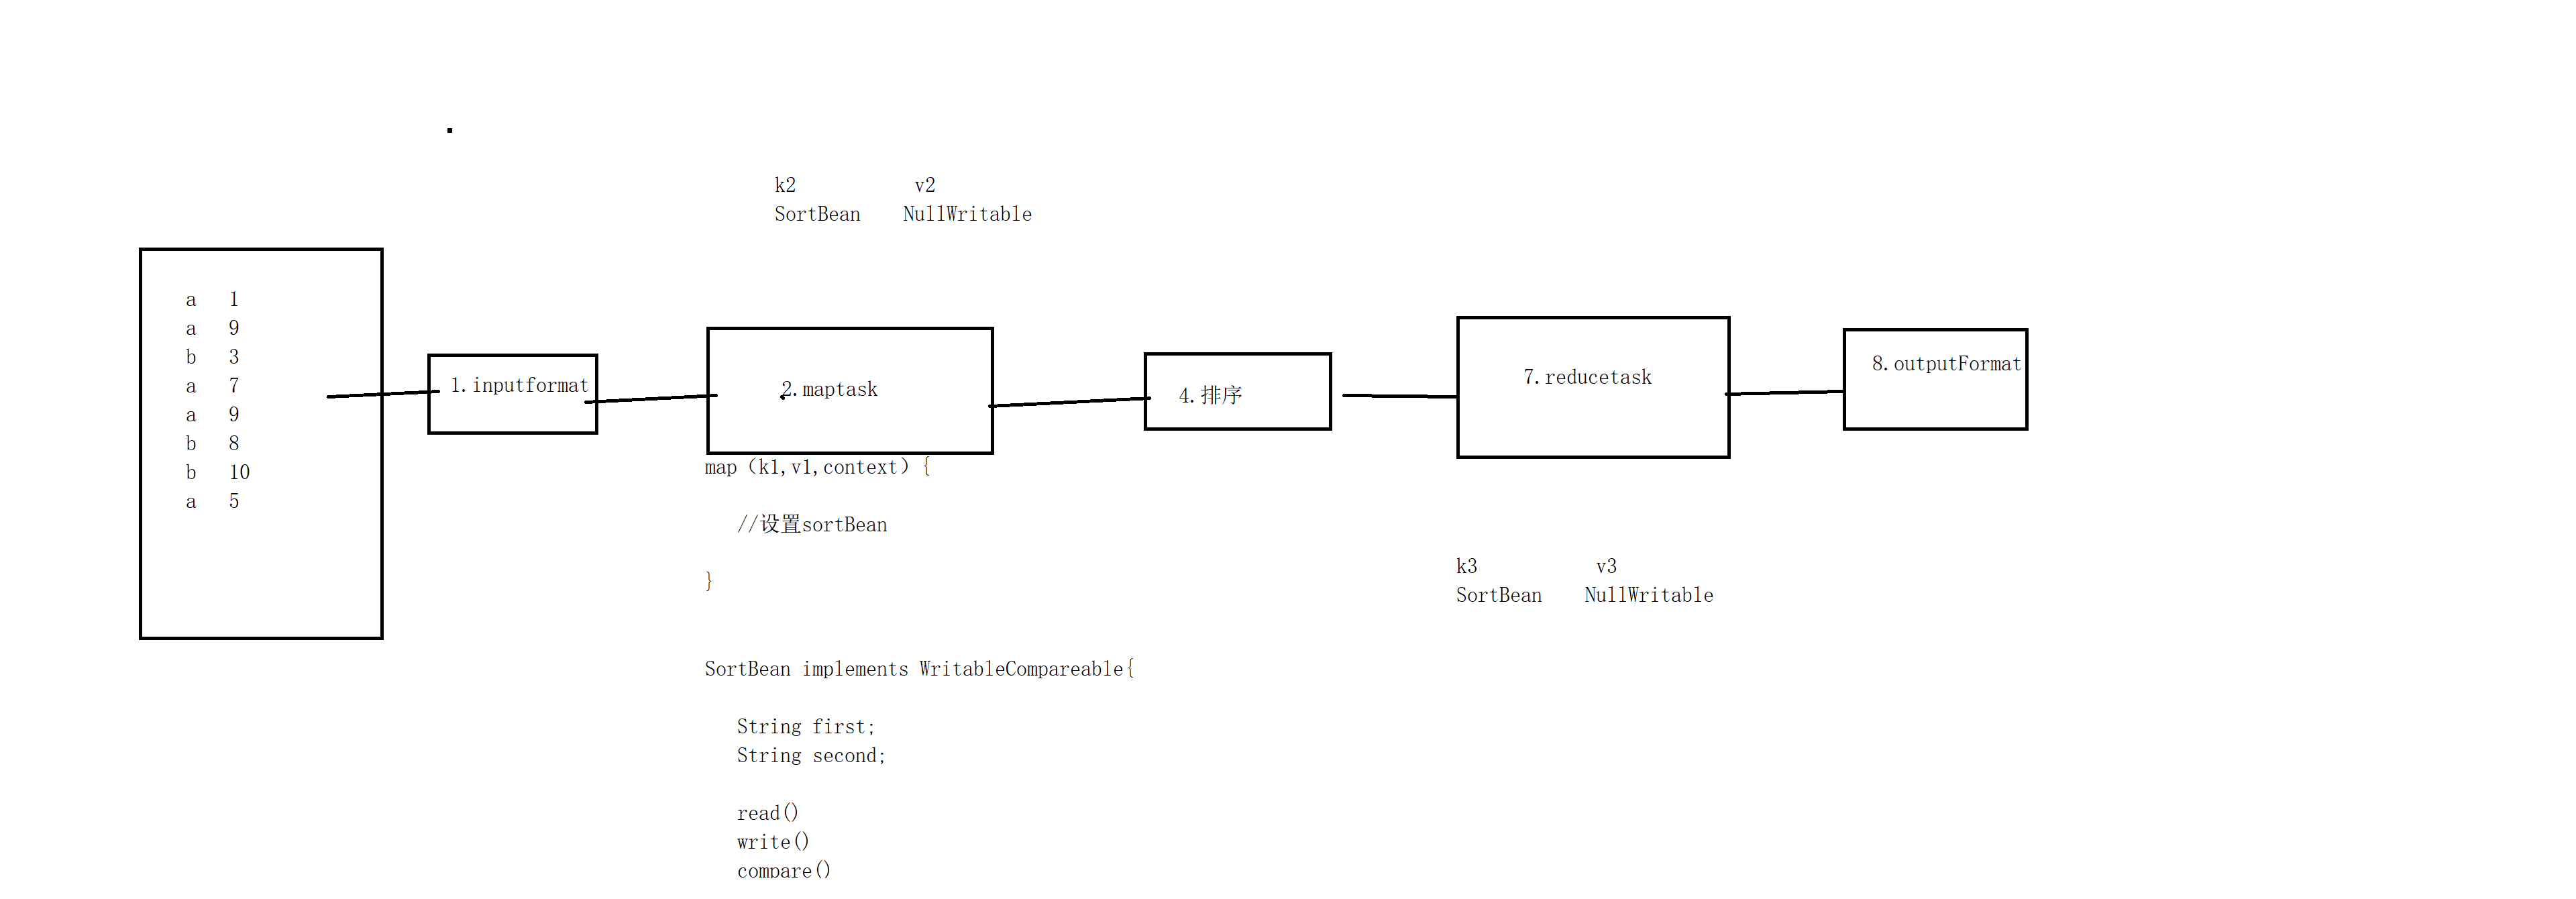 k2 v2
SortBean NullWritable
a 1
a 9
b 3
a 7
a 9
b 8
b 10
a 5
1.inputformat
2.maptask
4.排序
7.reducetask
8.outputFormat
map（k1,v1,context）{
//设置sortBean
}
k3 v3
SortBean NullWritable
SortBean implements WritableCompareable{
String first;
String second;
read()
write()
compare()